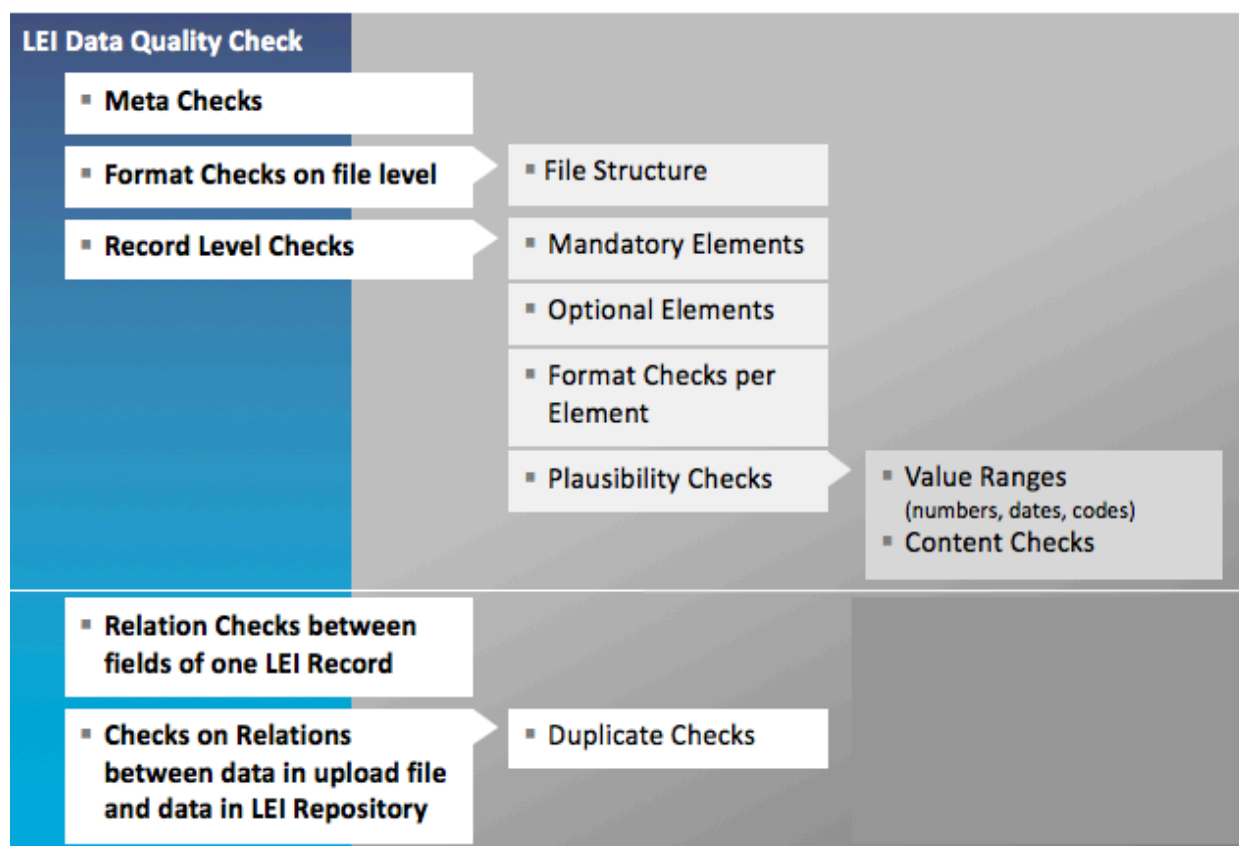 LEI Data Quality Check
▪ Meta Checks
▪ Format Checks on file level
▪ File Structure
▪ Record Level Checks
▪ Mandatory Elements
▪ Optional Elements
▪ Format Checks per
Element
▪ Plausibility Checks
▪ Value Ranges
(numbers, dates, codes)
▪ Content Checks
▪ Relation Checks between
fields of one LEI Record
▪ Checks on Relations
between data in upload file
and data in LEI Repository
▪ Duplicate Checks